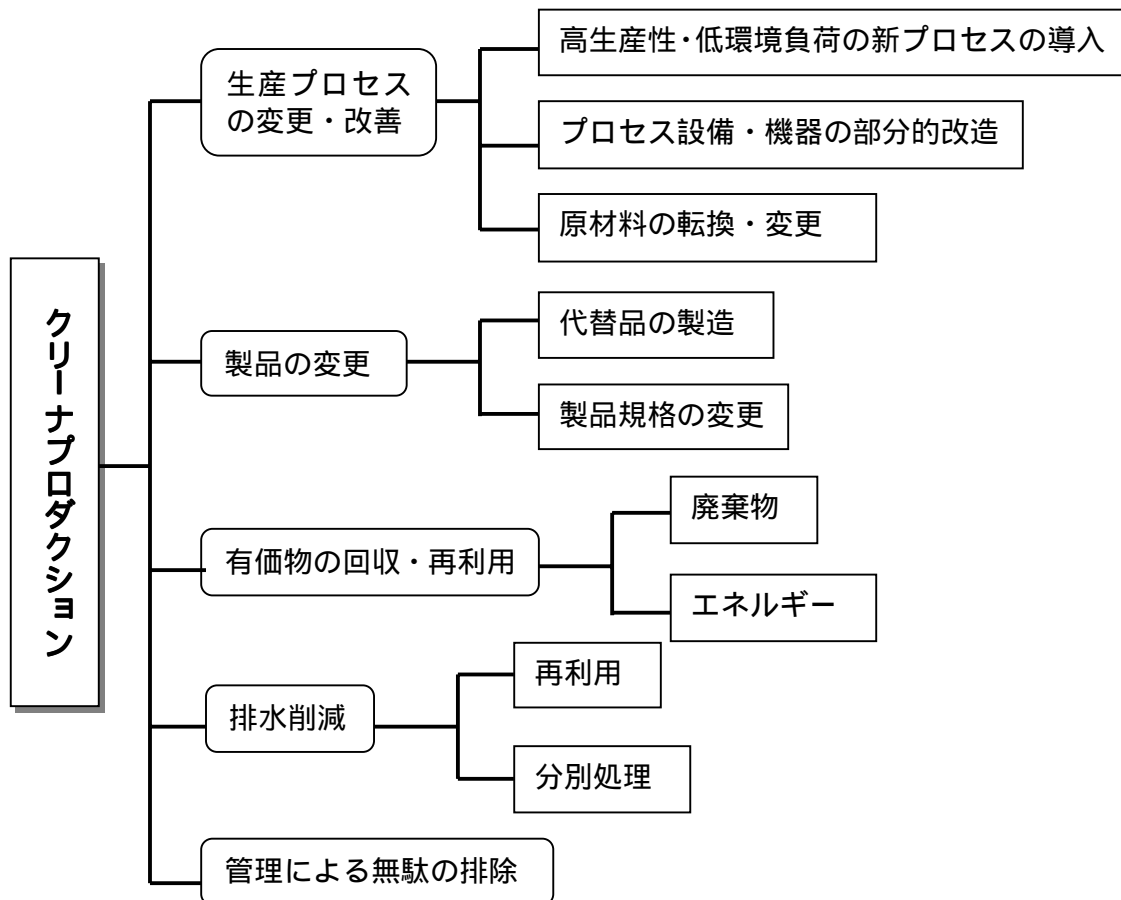 クリーナプロダクション
生産プロセス
の変更・改善
高生産性・低環境負荷の新プロセスの導入
プロセス設備・機器の部分的改造
原材料の転換・変更
製品の変更
代替品の製造
製品規格の変更
有価物の回収・再利用
廃棄物
エネルギー
排水削減
再利用
分別処理
管理による無駄の排除